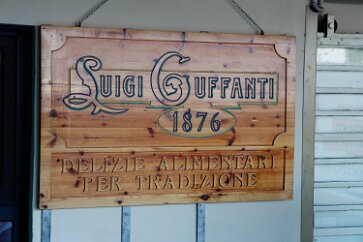 LUIGI GUFFANTI
1876
DELIZIE ALIMENTARI
PER TRADIZIONE